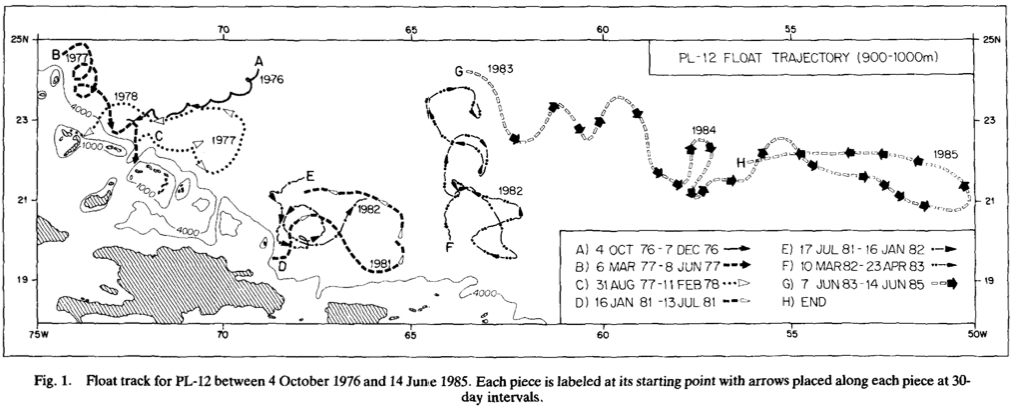 70 65 60 55
25N 25N
B 1977 A 1976 G 1983
PL-12 FLOAT TRAJECTORY (900-1000m)
1978
4000
23 C 1977 1984 23
1000 H 1985
E
1000 1982
21 1982 21
4000
F
D 1981
A) 4 OCT 76-7 DEC 76 E) 17 JUL 81-16 JAN 82
B) 6 MAR 77-8 JUN 77 F) 10 MAR 82-23 APR 83
19 4000 C) 31 AUG 77-11 FEB 78 G) 7 JUN 83-14 JUN 85 19
D) 16 JAN 81-13 JUL 81 H) END
75W 70 65 60 55 50W
Fig. 1. Float track for PL-12 between 4 October 1976 and 14 June 1985. Each piece is labeled at its starting point with arrows placed along each piece at 30-
day intervals.